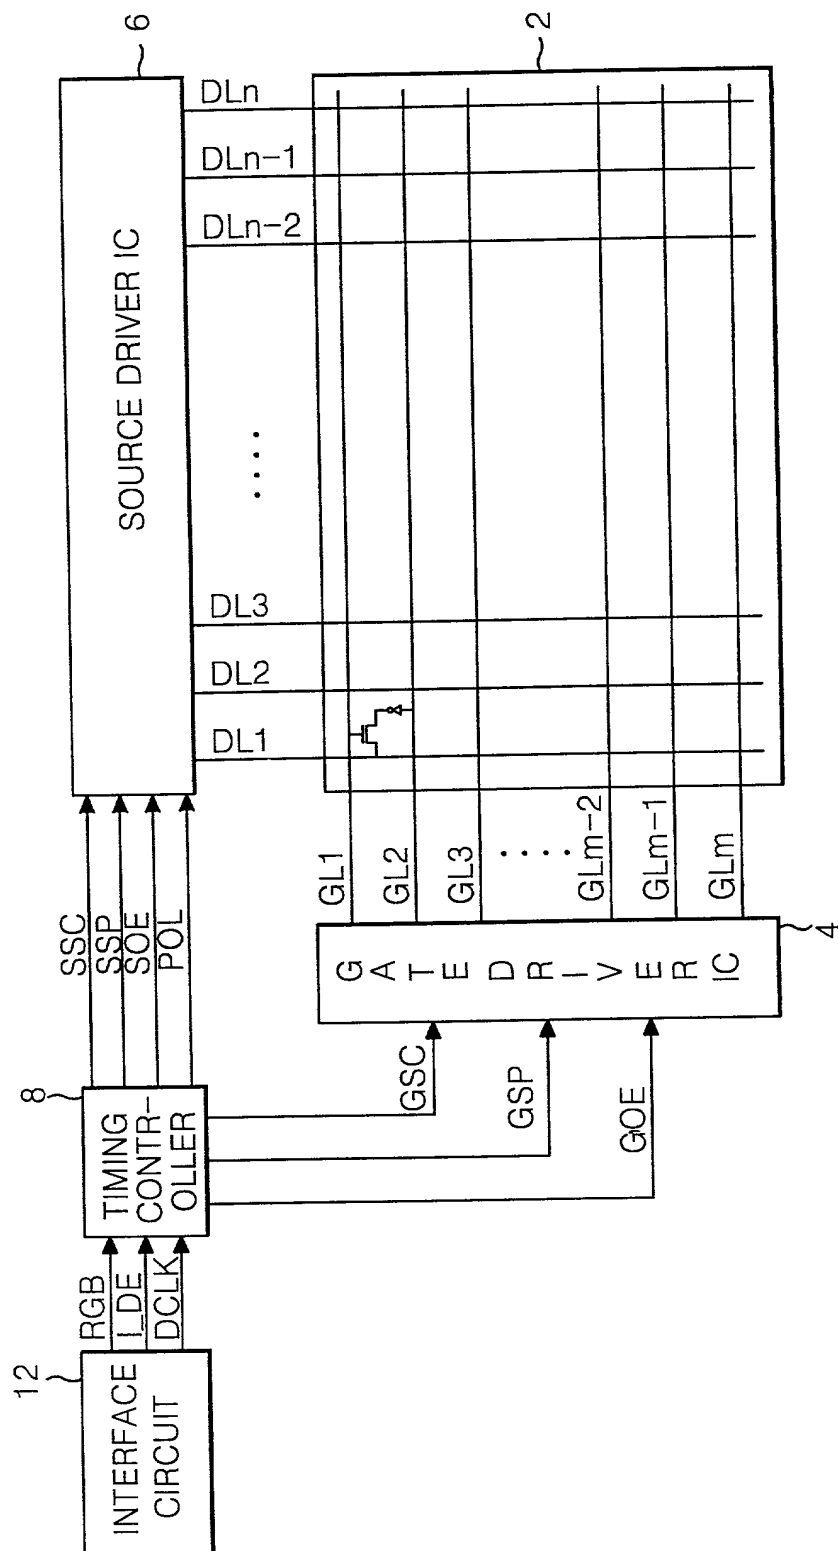 12
INTERFACE
CIRCUIT
RGB
I_DE
DCLK
8
TIMING
CONTR-
OLLER
SSC
SSP
SOE
POL
GSC
GSP
GOE
6
SOURCE DRIVER IC
DL1
DL2
DL3
....
DLn-2
DLn-1
DLn
4
GATE DRIVER IC
GL1
GL2
GL3
....
GLm-2
GLm-1
GLm
2